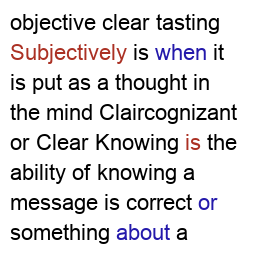 objective clear tasting
Subjectively is when it
is put as a thought in
the mind Claircognizant
or Clear Knowing is the
ability of knowing a
message is correct or
something about a